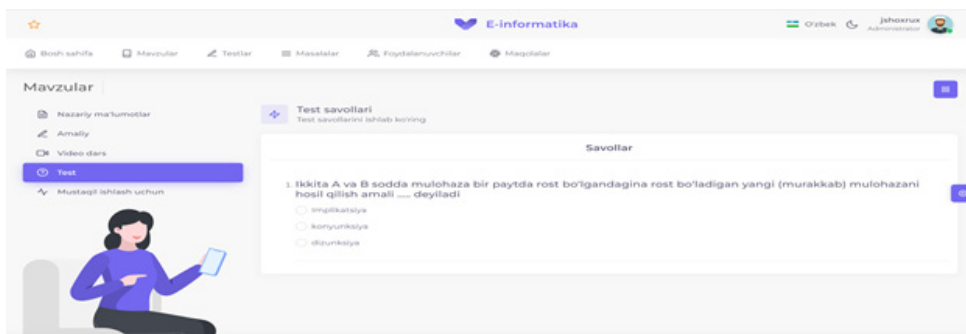 E-informatika
O'zbek
jshoxrux
Administrator
Bosh sahifa
Mavzular
Testlar
Masalalar
Foydalanuvchilar
Maqolalar
Mavzular
Nazariy ma'lumotlar
Amaliy
Video dars
Test
Mustaqil ishlash uchun
Test savollari
Test savollarini ishlab ko'ring
Savollar
1. Ikkita A va B sodda mulohaza bir paytda rost bo'lgandagina rost bo'ladigan yangi (murakkab) mulohazani
hosil qilish amali ..... deyiladi
Implikatsiya
konyunksiya
dizunksiya